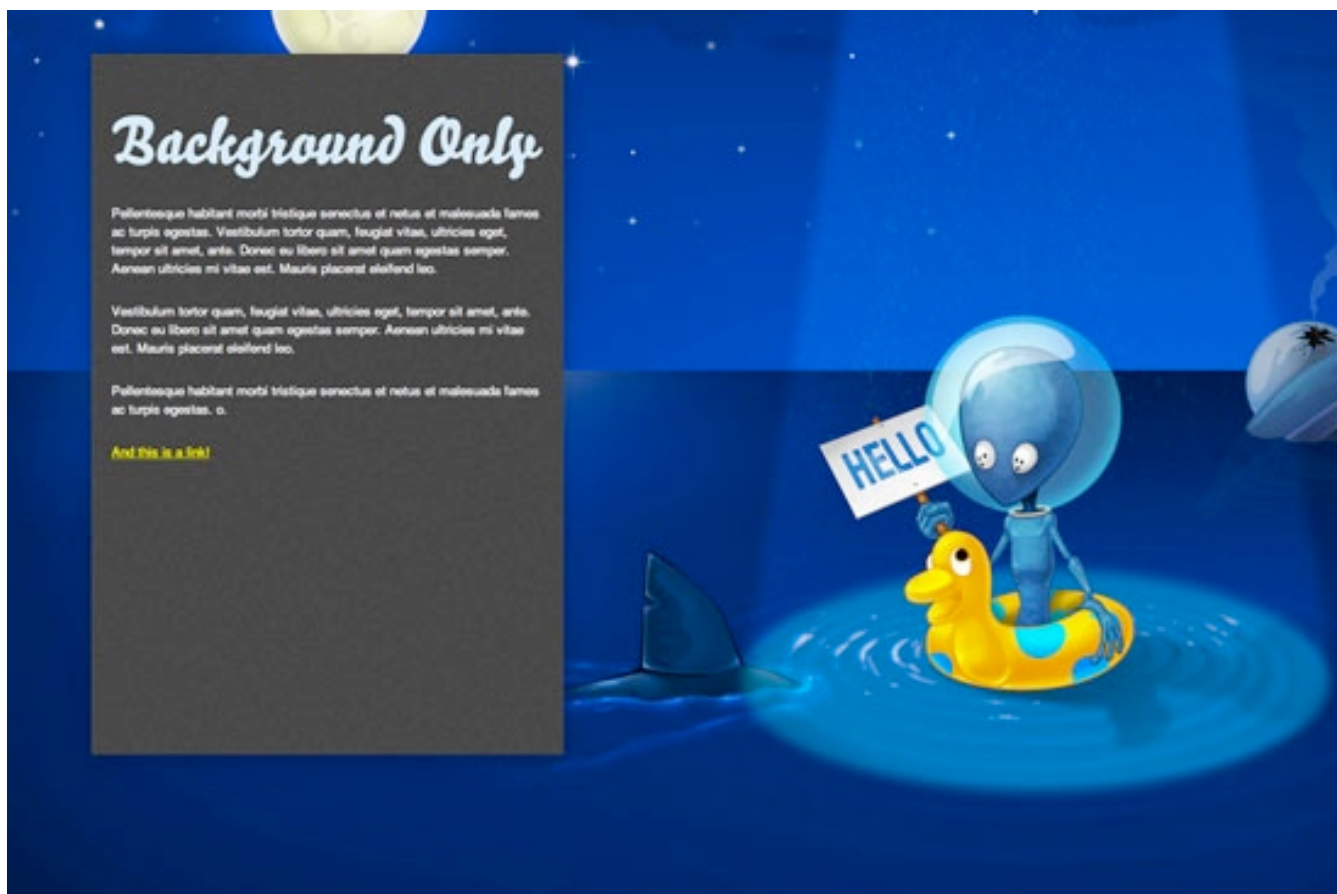 Background Only
Pellentesque habitant morbi tristique senectus et netus et malesuada fames
ac turpis egestas. Vestibulum tortor quam, feugiat vitae, ultricies eget,
tempor sit amet, ante. Donec eu libero sit amet quam egestas semper.
Aenean ultricies mi vitae est. Mauris placerat eleifend leo.
Vestibulum tortor quam, feugiat vitae, ultricies eget, tempor sit amet, ante.
Donec eu libero sit amet quam egestas semper. Aenean ultricies mi vitae
est. Mauris placerat eleifend leo.
Pellentesque habitant morbi tristique senectus et netus et malesuada fames
ac turpis egestas. o.
And this is a link!
HELLO